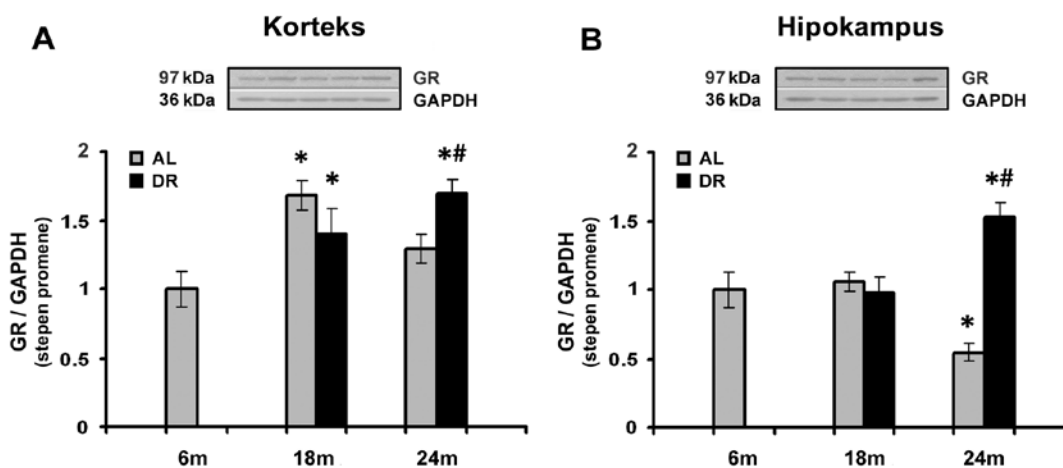 A Korteks
97 kDa GR
36 kDa GAPDH
GR / GAPDH
(stepen promene)
2
1.5
1
0.5
0
AL
DR
*
*
*#
6m 18m 24m
B Hipokampus
97 kDa GR
36 kDa GAPDH
GR / GAPDH
(stepen promene)
2
1.5
1
0.5
0
AL
DR
*
*#
6m 18m 24m